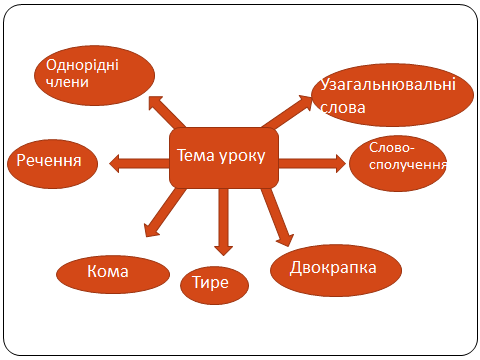 Однорідні
члени
Узагальнювальні
слова
Тема уроку
Речення
Слово-
сполучення
Кома
Тире
Двокрапка